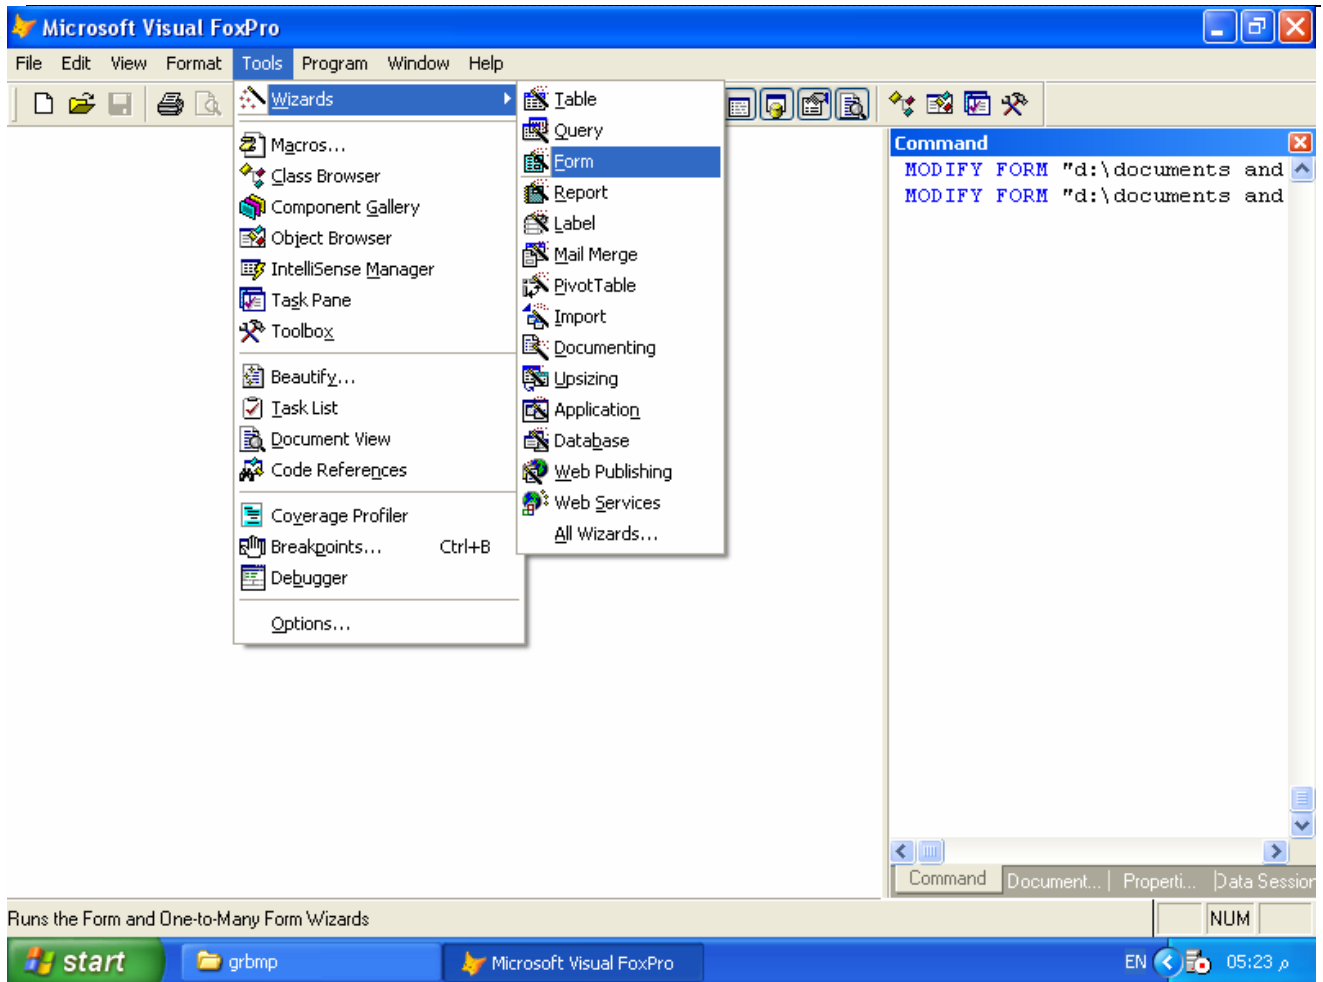 Microsoft Visual FoxPro
File Edit View Format Tools Program Window Help
Wizards
Macros...
Class Browser
Component Gallery
Object Browser
IntelliSense Manager
Task Pane
Toolbox
Beautify...
Task List
Document View
Code References
Coverage Profiler
Breakpoints... Ctrl+B
Debugger
Options...
Table
Query
Form
Report
Label
Mail Merge
PivotTable
Import
Documenting
Upsizing
Application
Database
Web Publishing
Web Services
All Wizards...
Command
MODIFY FORM "d:\documents and
MODIFY FORM "d:\documents and
Command Document... Properti... Data Session
Runs the Form and One-to-Many Form Wizards
NUM
start grbmp Microsoft Visual FoxPro EN 05:23 م